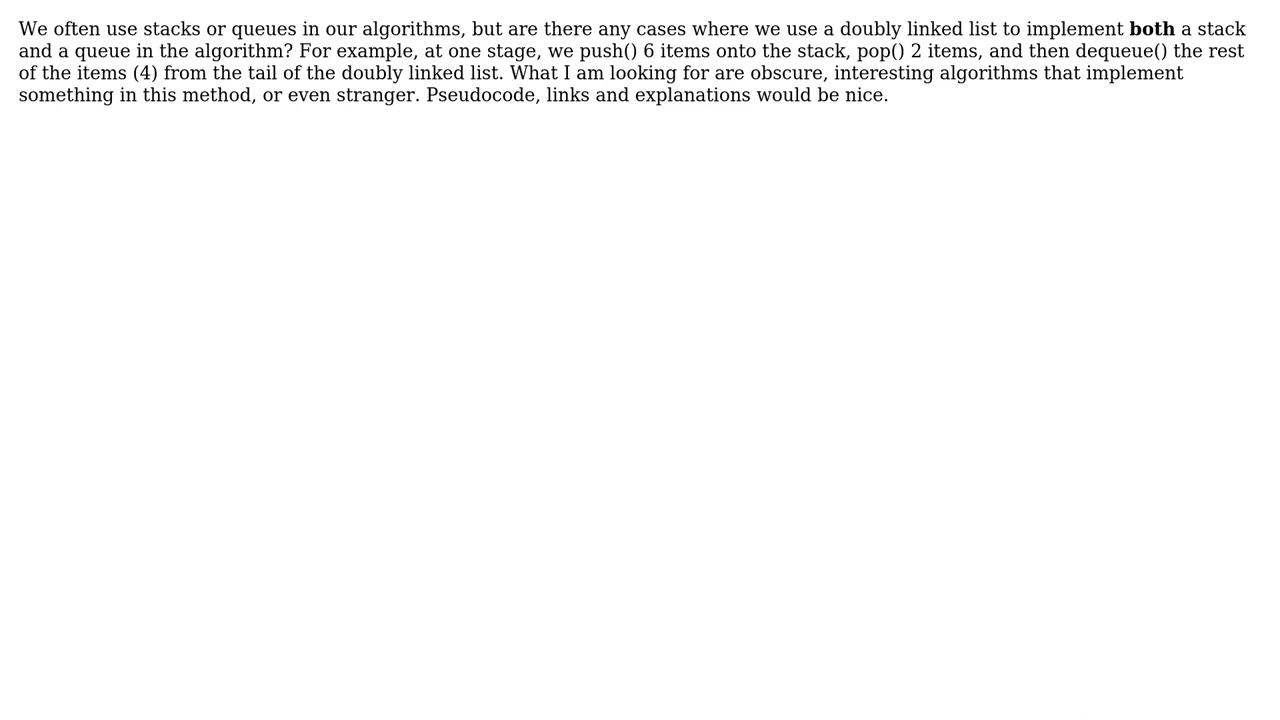 We often use stacks or queues in our algorithms, but are there any cases where we use a doubly linked list to implement both a stack
and a queue in the algorithm? For example, at one stage, we push() 6 items onto the stack, pop() 2 items, and then dequeue() the rest
of the items (4) from the tail of the doubly linked list. What I am looking for are obscure, interesting algorithms that implement
something in this method, or even stranger. Pseudocode, links and explanations would be nice.